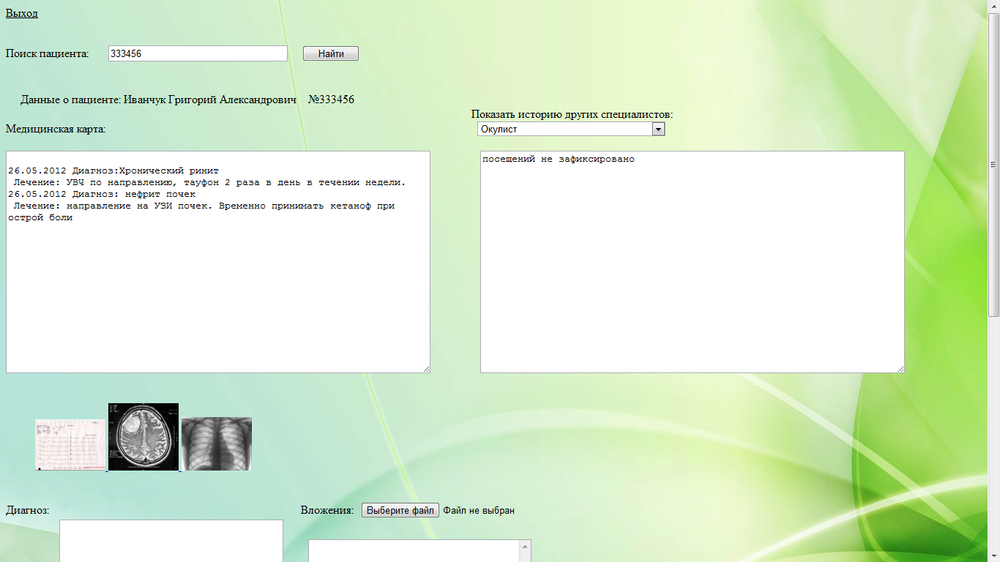 Выход
Поиск пациента: 333456 Найти
Данные о пациенте: Иванчук Григорий Александрович №333456
Показать историю других специалистов:
Медицинская карта:
Окулист
26.05.2012 Диагноз:Хронический ринит
Лечение: УВЧ по направлению, тауфон 2 раза в день в течении недели.
26.05.2012 Диагноз: нефрит почек
Лечение: направление на УЗИ почек. Временно принимать кетаноф при
острой боли
посещений не зафиксировано
Диагноз:
Вложения: Выберите файл Файл не выбран